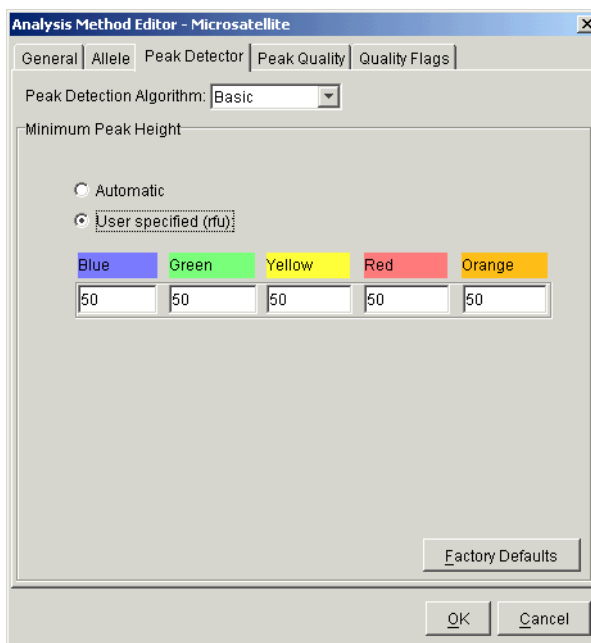 Analysis Method Editor - Microsatellite
General Allele Peak Detector Peak Quality Quality Flags
Peak Detection Algorithm: Basic
Minimum Peak Height
Automatic
User specified (rfu)
Blue Green Yellow Red Orange
50 50 50 50 50
Factory Defaults
OK Cancel